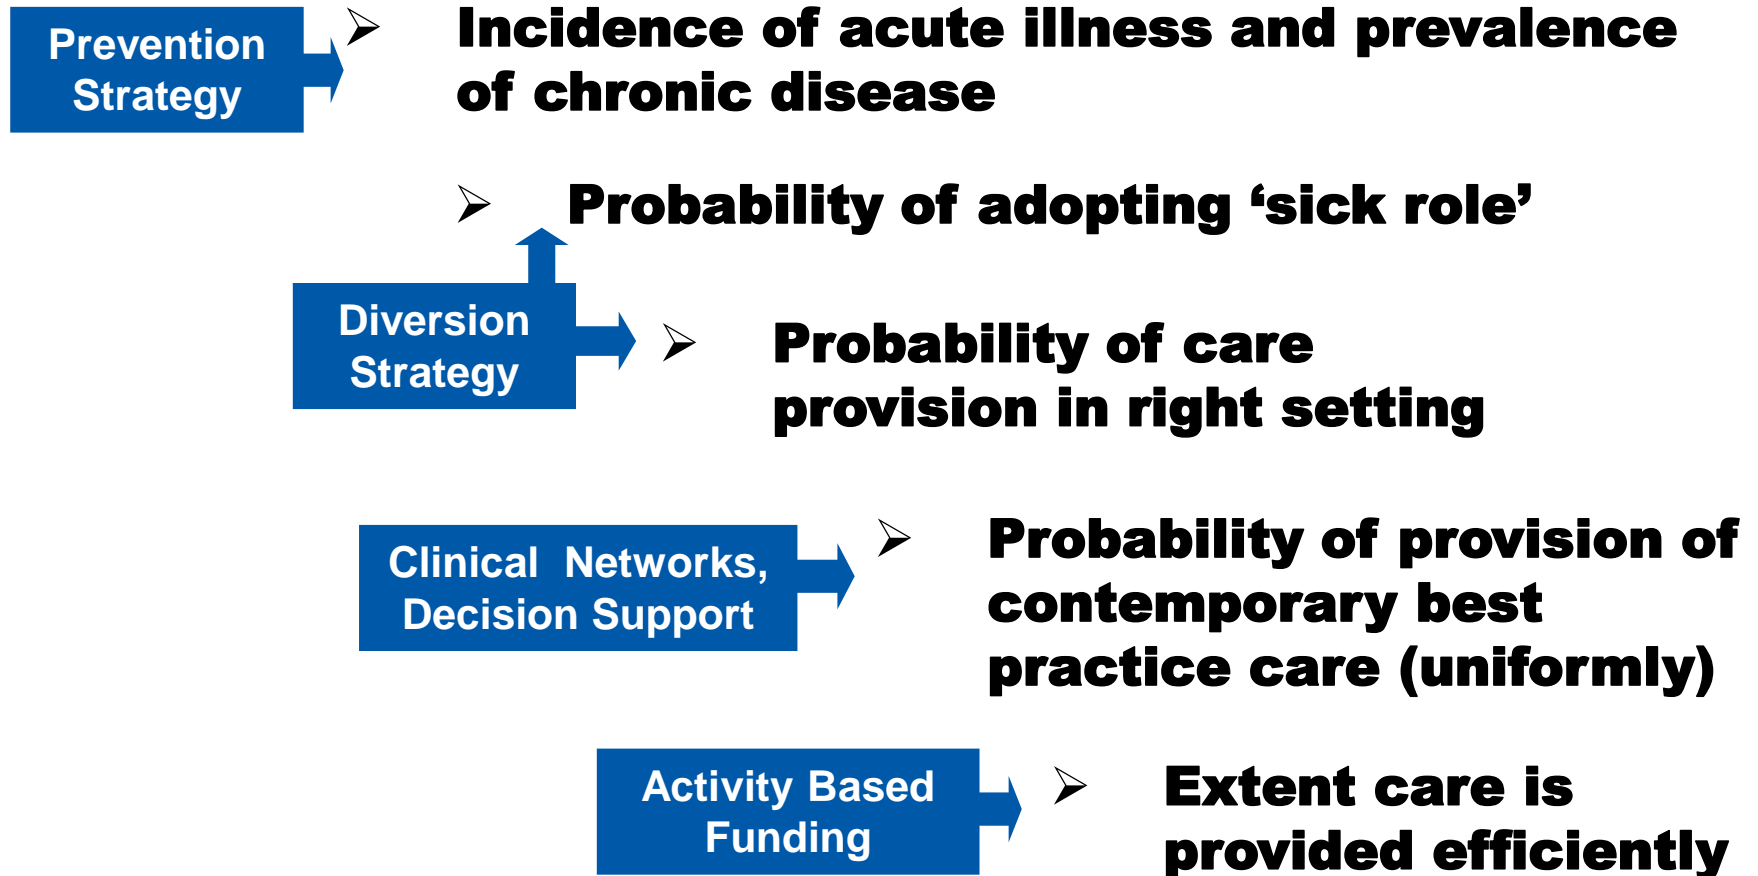 Prevention
Strategy
➢ Incidence of acute illness and prevalence
of chronic disease
➢ Probability of adopting ‘sick role’
Diversion
Strategy
➢ Probability of care
provision in right setting
Clinical Networks,
Decision Support
➢ Probability of provision of
contemporary best
practice care (uniformly)
Activity Based
Funding
➢ Extent care is
provided efficiently